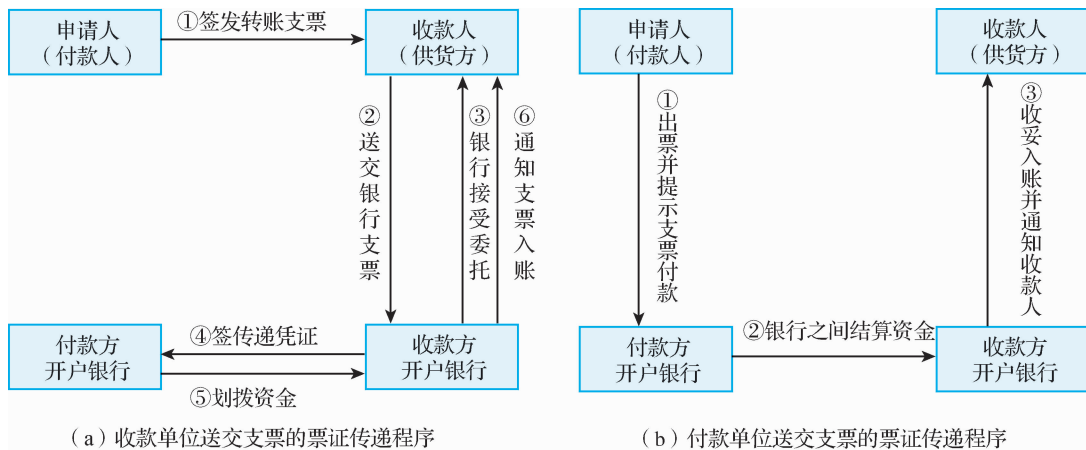 申请人
（付款人）
①签发转账支票
收款人
（供货方）
②送交银行支票
③银行接受委托
⑥通知支票入账
付款方
开户银行
④签传递凭证
⑤划拨资金
收款方
开户银行
（a）收款单位送交支票的票证传递程序
申请人
（付款人）
收款人
（供货方）
①出票并提示支票付款
③收妥入账并通知收款人
付款方
开户银行
②银行之间结算资金
收款方
开户银行
（b）付款单位送交支票的票证传递程序